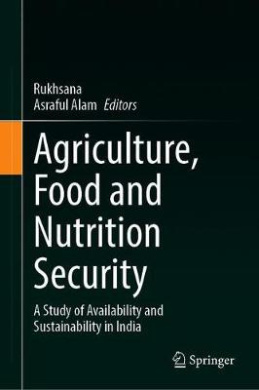 Rukhsana
Asraful Alam Editors
Agriculture,
Food and
Nutrition
Security
A Study of Availability and
Sustainability in India
Springer